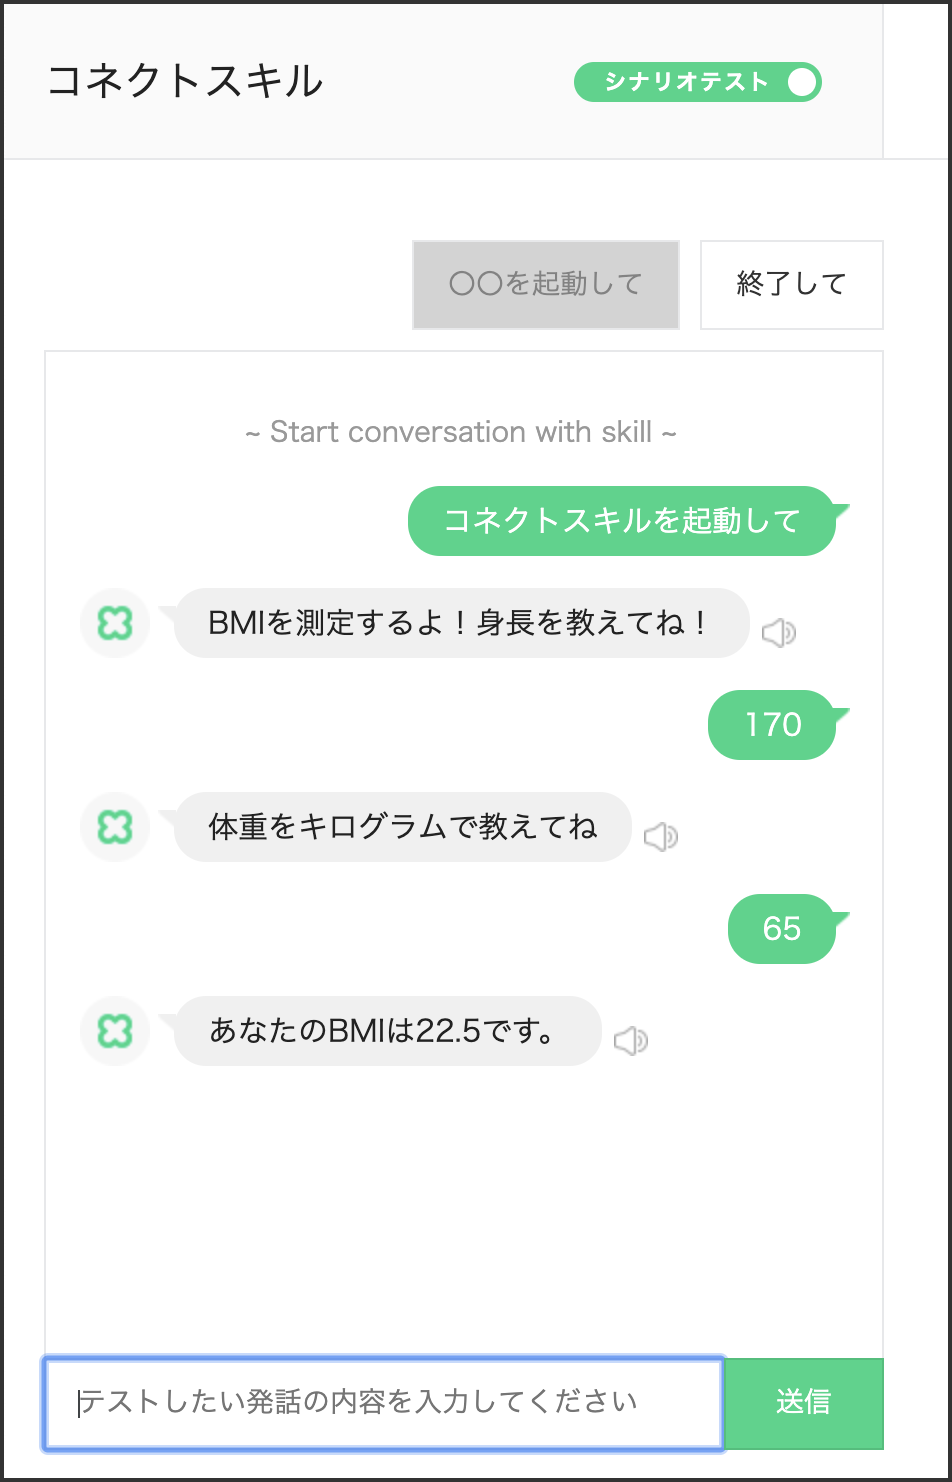 コネクトスキル
シナリオテスト
〇〇を起動して
終了して
~ Start conversation with skill ~
コネクトスキルを起動して
BMIを測定するよ！身長を教えてね！
170
体重をキログラムで教えてね
65
あなたのBMIは22.5です。
テストしたい発話の内容を入力してください
送信